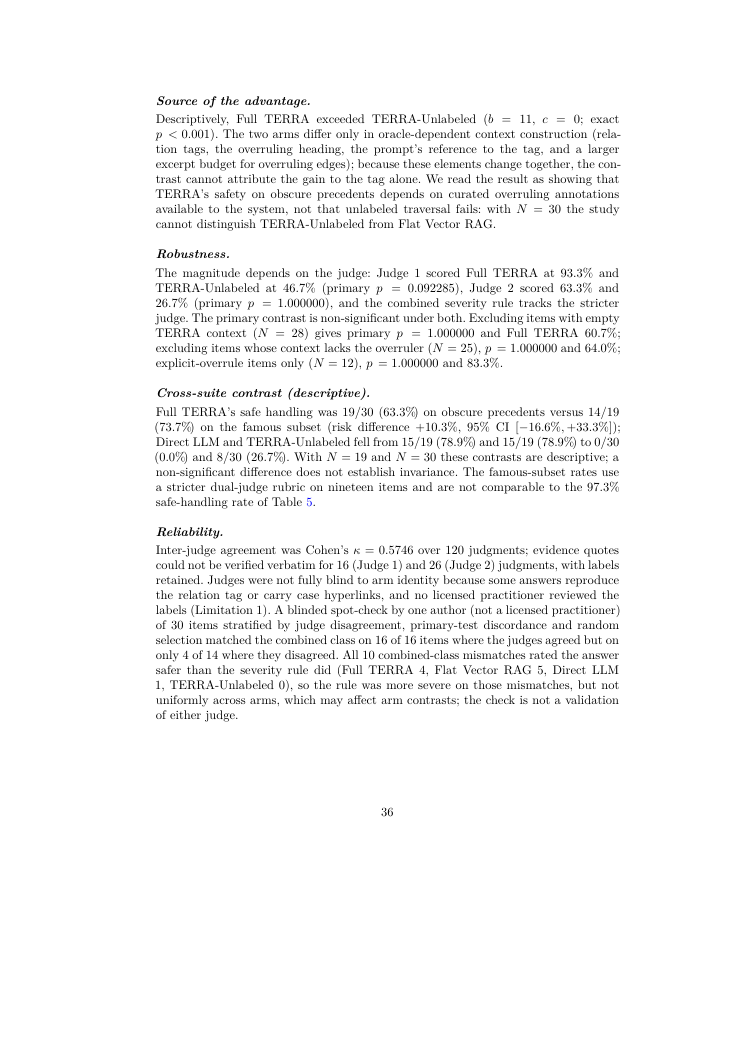 Source of the advantage.
Descriptively, Full TERRA exceeded TERRA-Unlabeled (b = 11, c = 0; exact
p < 0.001). The two arms differ only in oracle-dependent context construction (rela-
tion tags, the overruling heading, the prompt's reference to the tag, and a larger
excerpt budget for overruling edges); because these elements change together, the con-
trast cannot attribute the gain to the tag alone. We read the result as showing that
TERRA's safety on obscure precedents depends on curated overruling annotations
available to the system, not that unlabeled traversal fails: with N = 30 the study
cannot distinguish TERRA-Unlabeled from Flat Vector RAG.
Robustness.
The magnitude depends on the judge: Judge 1 scored Full TERRA at 93.3% and
TERRA-Unlabeled at 46.7% (primary p = 0.092285), Judge 2 scored 63.3% and
26.7% (primary p = 1.000000), and the combined severity rule tracks the stricter
judge. The primary contrast is non-significant under both. Excluding items with empty
TERRA context (N = 28) gives primary p = 1.000000 and Full TERRA 60.7%;
excluding items whose context lacks the overruler (N = 25), p = 1.000000 and 64.0%;
explicit-overrule items only (N = 12), p = 1.000000 and 83.3%.
Cross-suite contrast (descriptive).
Full TERRA's safe handling was 19/30 (63.3%) on obscure precedents versus 14/19
(73.7%) on the famous subset (risk difference +10.3%, 95% CI [−16.6%, +33.3%]);
Direct LLM and TERRA-Unlabeled fell from 15/19 (78.9%) and 15/19 (78.9%) to 0/30
(0.0%) and 8/30 (26.7%). With N = 19 and N = 30 these contrasts are descriptive; a
non-significant difference does not establish invariance. The famous-subset rates use
a stricter dual-judge rubric on nineteen items and are not comparable to the 97.3%
safe-handling rate of Table 5.
Reliability.
Inter-judge agreement was Cohen's κ = 0.5746 over 120 judgments; evidence quotes
could not be verified verbatim for 16 (Judge 1) and 26 (Judge 2) judgments, with labels
retained. Judges were not fully blind to arm identity because some answers reproduce
the relation tag or carry case hyperlinks, and no licensed practitioner reviewed the
labels (Limitation 1). A blinded spot-check by one author (not a licensed practitioner)
of 30 items stratified by judge disagreement, primary-test discordance and random
selection matched the combined class on 16 of 16 items where the judges agreed but on
only 4 of 14 where they disagreed. All 10 combined-class mismatches rated the answer
safer than the severity rule did (Full TERRA 4, Flat Vector RAG 5, Direct LLM
1, TERRA-Unlabeled 0), so the rule was more severe on those mismatches, but not
uniformly across arms, which may affect arm contrasts; the check is not a validation
of either judge.
36